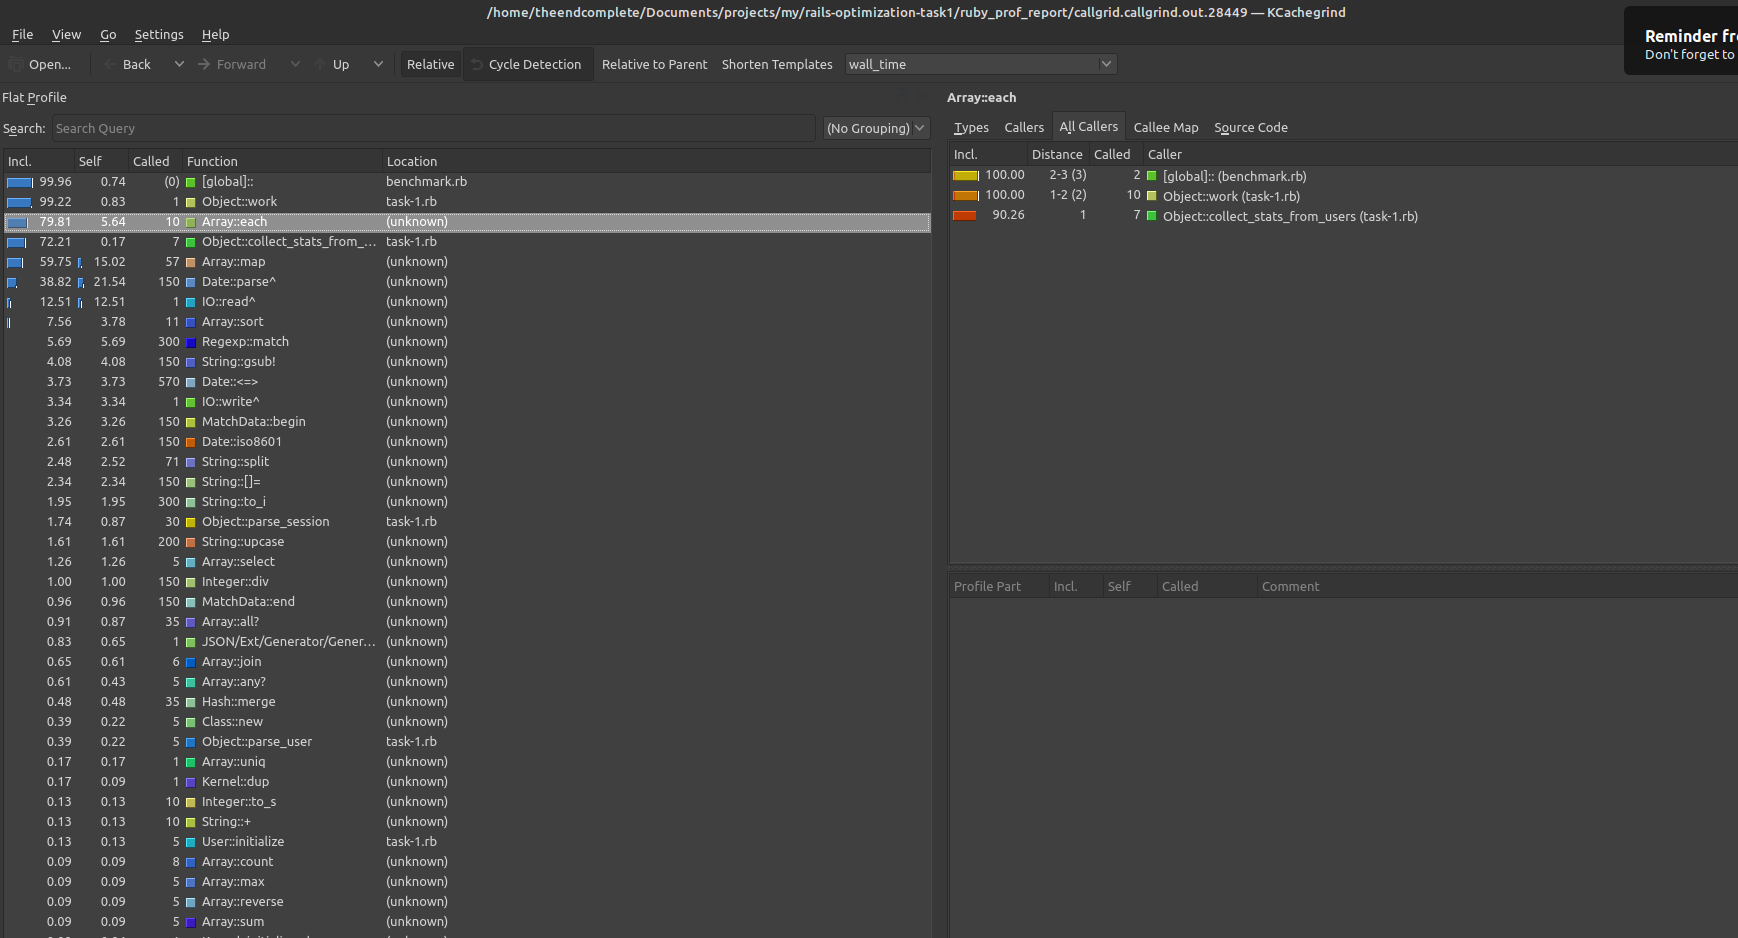 /home/theendcomplete/Documents/projects/my/rails-optimization-task1/ruby_prof_report/callgrid.callgrind.out.28449 — KCachegrind
File View Go Settings Help
Reminder fr
Don't forget to
Open... Back Forward Up Relative Cycle Detection Relative to Parent Shorten Templates wall_time
Flat Profile
Search: Search Query (No Grouping)
Incl. Self Called Function Location
99.96 0.74 (0) [global]:: benchmark.rb
99.22 0.83 1 Object::work task-1.rb
79.81 5.64 10 Array::each (unknown)
72.21 0.17 7 Object::collect_stats_from_... task-1.rb
59.75 15.02 57 Array::map (unknown)
38.82 21.54 150 Date::parse^ (unknown)
12.51 12.51 1 IO::read^ (unknown)
7.56 3.78 11 Array::sort (unknown)
5.69 5.69 300 Regexp::match (unknown)
4.08 4.08 150 String::gsub! (unknown)
3.73 3.73 570 Date::<=> (unknown)
3.34 3.34 1 IO::write^ (unknown)
3.26 3.26 150 MatchData::begin (unknown)
2.61 2.61 150 Date::iso8601 (unknown)
2.48 2.52 71 String::split (unknown)
2.34 2.34 150 String::[]= (unknown)
1.95 1.95 300 String::to_i (unknown)
1.74 0.87 30 Object::parse_session task-1.rb
1.61 1.61 200 String::upcase (unknown)
1.26 1.26 5 Array::select (unknown)
1.00 1.00 150 Integer::div (unknown)
0.96 0.96 150 MatchData::end (unknown)
0.91 0.87 35 Array::all? (unknown)
0.83 0.65 1 JSON/Ext/Generator/Gener... (unknown)
0.65 0.61 6 Array::join (unknown)
0.61 0.43 5 Array::any? (unknown)
0.48 0.48 35 Hash::merge (unknown)
0.39 0.22 5 Class::new (unknown)
0.39 0.22 5 Object::parse_user task-1.rb
0.17 0.17 1 Array::uniq (unknown)
0.17 0.09 1 Kernel::dup (unknown)
0.13 0.13 10 Integer::to_s (unknown)
0.13 0.13 10 String::+ (unknown)
0.13 0.13 5 User::initialize task-1.rb
0.09 0.09 8 Array::count (unknown)
0.09 0.09 5 Array::max (unknown)
0.09 0.09 5 Array::reverse (unknown)
0.09 0.09 5 Array::sum (unknown)
Array::each
Types Callers All Callers Callee Map Source Code
Incl. Distance Called Caller
100.00 2-3 (3) 2 [global]:: (benchmark.rb)
100.00 1-2 (2) 10 Object::work (task-1.rb)
90.26 1 7 Object::collect_stats_from_users (task-1.rb)
Profile Part Incl. Self Called Comment